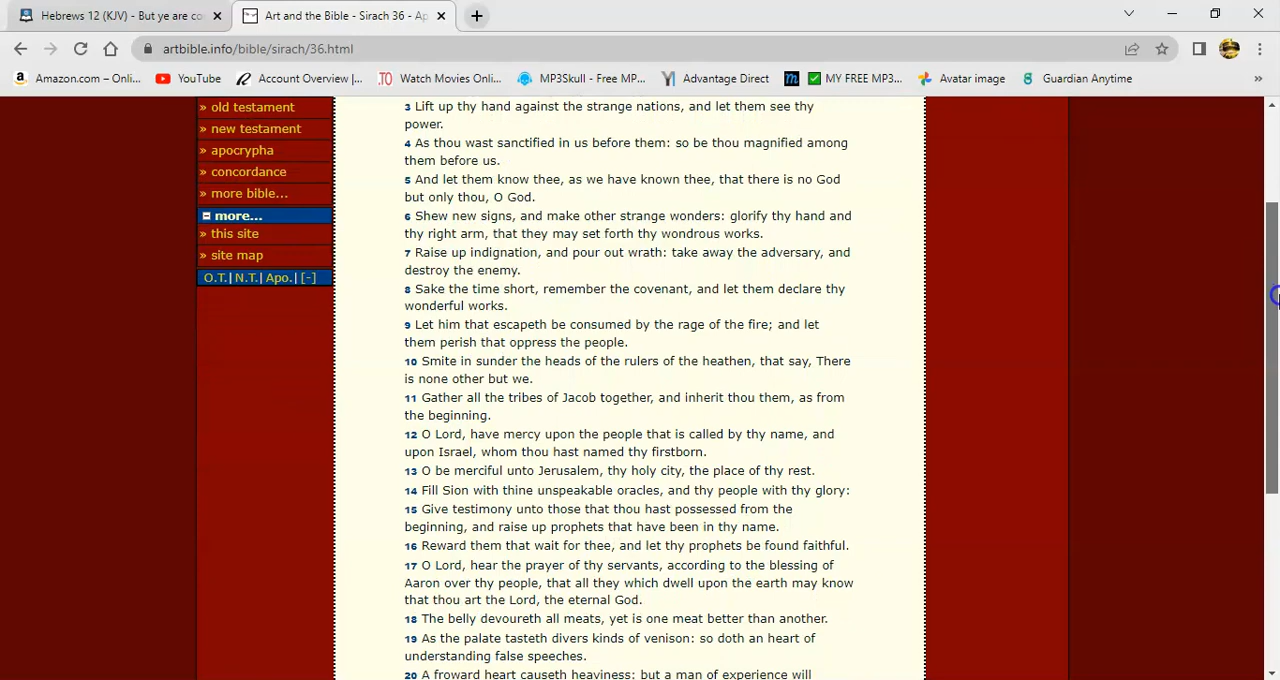 Hebrews 12 (KJV) - But ye are co
Art and the Bible - Sirach 36 - Ap
artbible.info/bible/sirach/36.html
Amazon.com – Onli...
YouTube
Account Overview |...
.TO Watch Movies Onli...
MP3Skull - Free MP...
Advantage Direct
MY FREE MP3...
Avatar image
Guardian Anytime
»
» old testament
» new testament
» apocrypha
» concordance
» more bible...
more...
» this site
» site map
O.T.| N.T.| Apo.| [-]
3 Lift up thy hand against the strange nations, and let them see thy
power.
4 As thou wast sanctified in us before them: so be thou magnified among
them before us.
5 And let them know thee, as we have known thee, that there is no God
but only thou, O God.
6 Shew new signs, and make other strange wonders: glorify thy hand and
thy right arm, that they may set forth thy wondrous works.
7 Raise up indignation, and pour out wrath: take away the adversary, and
destroy the enemy.
8 Sake the time short, remember the covenant, and let them declare thy
wonderful works.
9 Let him that escapeth be consumed by the rage of the fire; and let
them perish that oppress the people.
10 Smite in sunder the heads of the rulers of the heathen, that say, There
is none other but we.
11 Gather all the tribes of Jacob together, and inherit thou them, as from
the beginning.
12 O Lord, have mercy upon the people that is called by thy name, and
upon Israel, whom thou hast named thy firstborn.
13 O be merciful unto Jerusalem, thy holy city, the place of thy rest.
14 Fill Sion with thine unspeakable oracles, and thy people with thy glory:
15 Give testimony unto those that thou hast possessed from the
beginning, and raise up prophets that have been in thy name.
16 Reward them that wait for thee, and let thy prophets be found faithful.
17 O Lord, hear the prayer of thy servants, according to the blessing of
Aaron over thy people, that all they which dwell upon the earth may know
that thou art the Lord, the eternal God.
18 The belly devoureth all meats, yet is one meat better than another.
19 As the palate tasteth divers kinds of venison: so doth an heart of
understanding false speeches.
20 A froward heart causeth heaviness: but a man of experience will